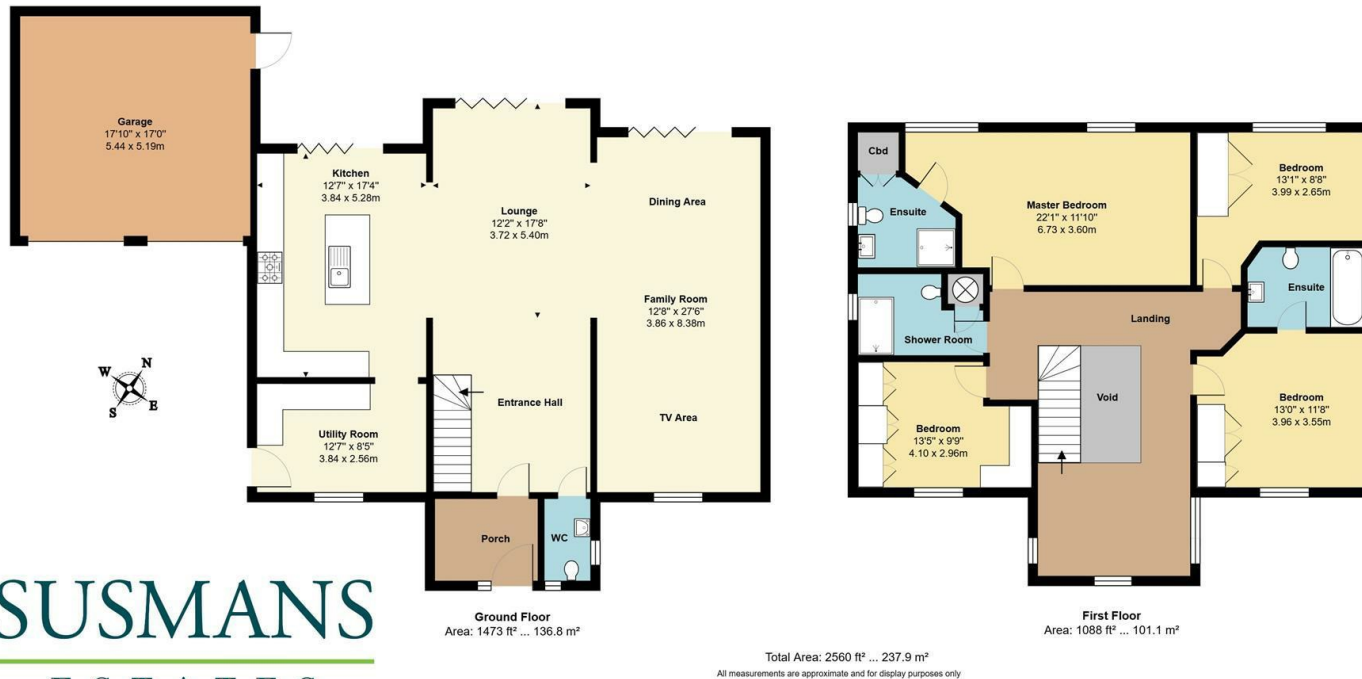 Garage
17'10" x 17'0"
5.44 x 5.19m
Kitchen
12'7" x 17'4"
3.84 x 5.28m
Lounge
12'2" x 17'8"
3.72 x 5.40m
Dining Area
Family Room
12'8" x 27'6"
3.86 x 8.38m
TV Area
Entrance Hall
Utility Room
12'7" x 8'5"
3.84 x 2.56m
Porch
WC
W
N
S
E
Ground Floor
Area: 1473 ft² ... 136.8 m²
Cbd
Ensuite
Master Bedroom
22'1" x 11'10"
6.73 x 3.60m
Bedroom
13'1" x 8'8"
3.99 x 2.65m
Ensuite
Landing
Shower Room
Void
Bedroom
13'5" x 9'9"
4.10 x 2.96m
Bedroom
13'0" x 11'8"
3.96 x 3.55m
First Floor
Area: 1088 ft² ... 101.1 m²
Total Area: 2560 ft² ... 237.9 m²
All measurements are approximate and for display purposes only
SUSMANS
ESTATES